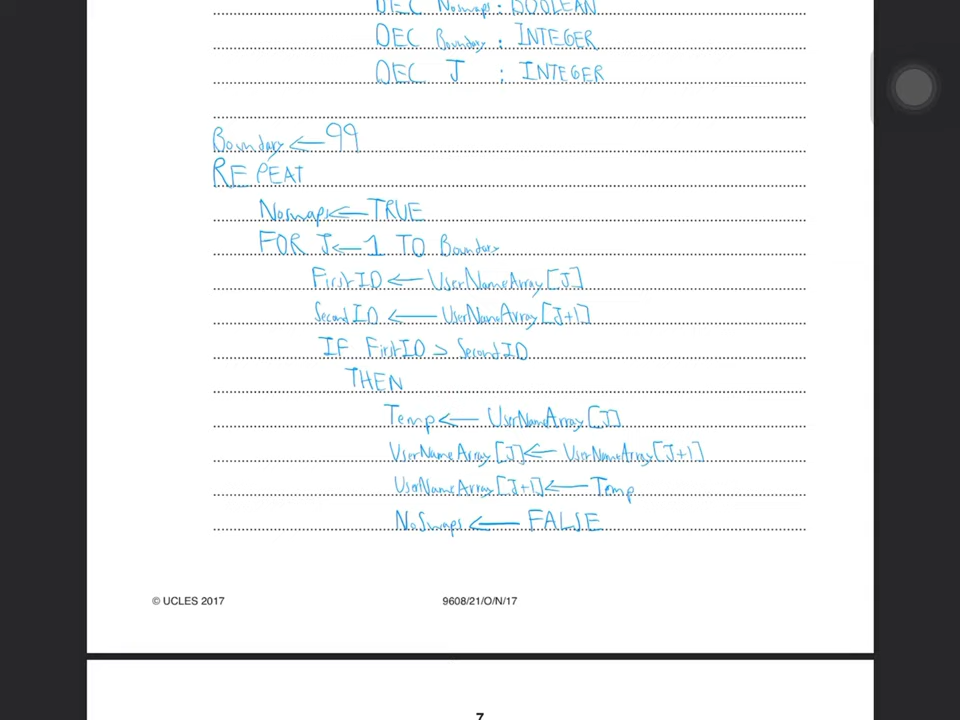 DEC NoSwaps : BOOLEAN
DEC Boundary : INTEGER
DEC J : INTEGER
Boundary ← 99
REPEAT
NoSwaps ← TRUE
FOR J ← 1 TO Boundary
FirstID ← UserNameArray[J]
SecondID ← UserNameArray[J+1]
IF FirstID > SecondID
THEN
Temp ← UserNameArray[J]
UserNameArray[J] ← UserNameArray[J+1]
UserNameArray[J+1] ← Temp
NoSwaps ← FALSE
© UCLES 2017 9608/21/O/N/17
7